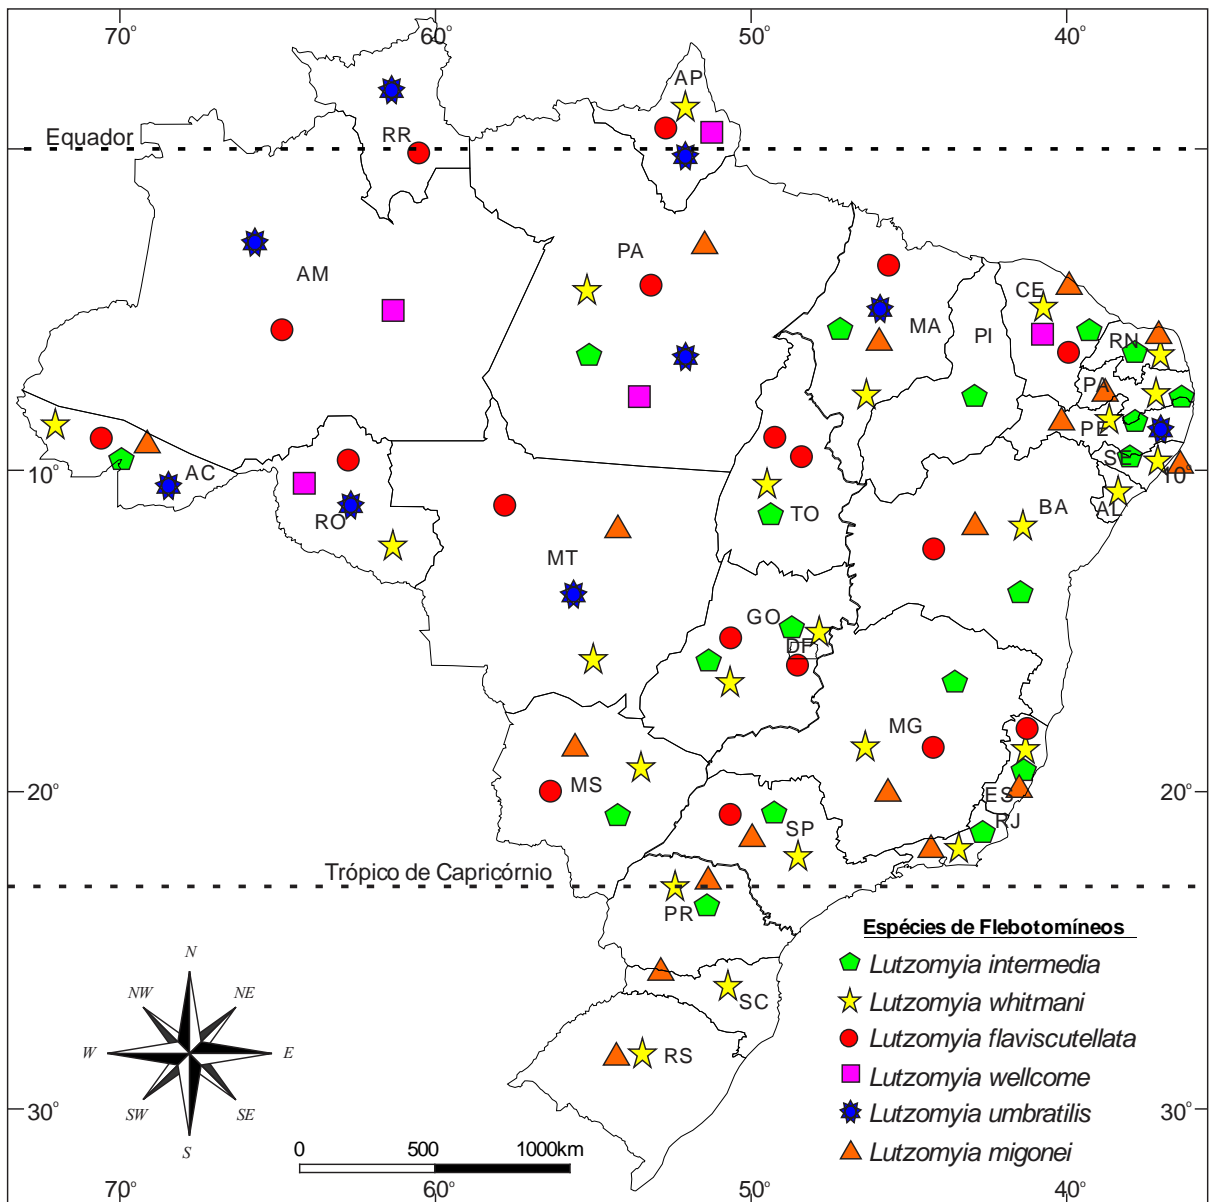 70° 60° 50° 40°
AP
RR
Equador
PA
AM
CE
MA
PI
RN
PA
PE
SE
10° 10°
AC
AL
BA
RO
TO
MT
GO
DF
MG
MS
20° 20°
ES
RJ
SP
Trópico de Capricórnio
PR
Espécies de Flebotomíneos
Lutzomyia intermedia
Lutzomyia whitmani
SC
Lutzomyia flaviscutellata
RS
Lutzomyia wellcome
Lutzomyia umbratilis
Lutzomyia migonei
N
NW NE
W E
SW SE
S
30° 30°
0 500 1000km
70° 60° 50° 40°